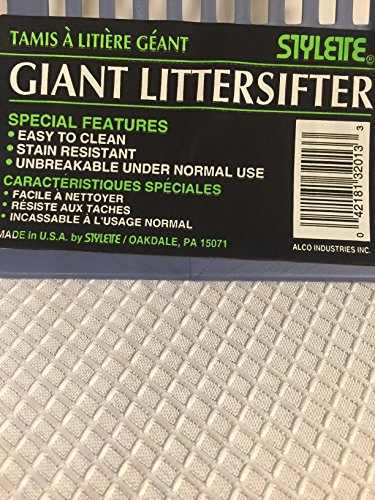 TAMIS À LITIÈRE GÉANT
STYLETTE®
GIANT LITTERSIFTER
SPECIAL FEATURES
• EASY TO CLEAN
• STAIN RESISTANT
• UNBREAKABLE UNDER NORMAL USE
CARACTÉRISTIQUES SPÉCIALES
• FACILE À NETTOYER
• RÉSISTE AUX TACHES
• INCASSABLE À L'USAGE NORMAL
MADE in U.S.A. by STYLETTE / OAKDALE, PA 15071
0 42181 32013 3
ALCO INDUSTRIES INC.